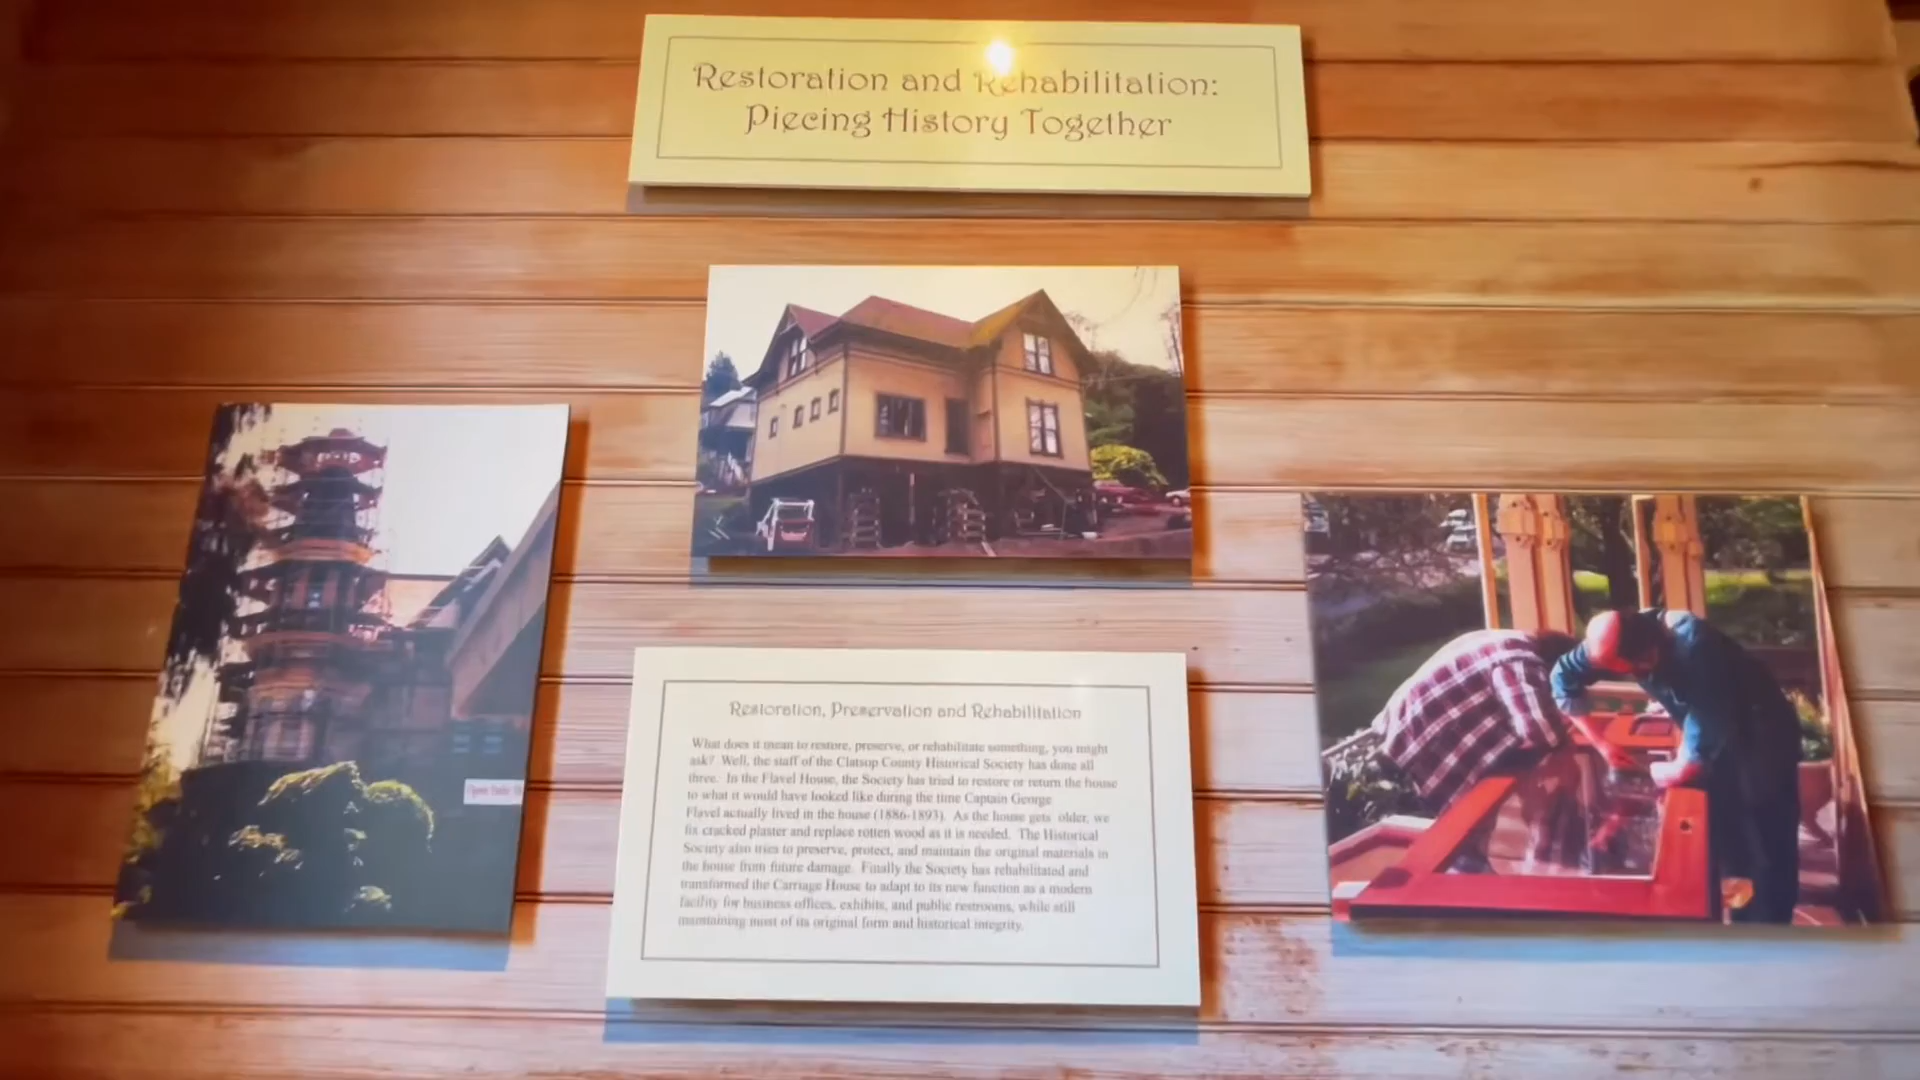 Restoration and Rehabilitation:
Piecing History Together
Restoration, Preservation and Rehabilitation
What does it mean to restore, preserve, or rehabilitate something, you might
ask? Well, the staff of the Clatsop County Historical Society has done all
three. In the Flavel House, the Society has tried to restore or return the house
to what it would have looked like during the time Captain George
Flavel actually lived in the house (1886-1893). As the house gets older, we
fix cracked plaster and replace rotten wood as it is needed. The Historical
Society also tries to preserve, protect, and maintain the original materials in
the house from future damage. Finally the Society has rehabilitated and
transformed the Carriage House to adapt to its new function as a modern
facility for business offices, exhibits, and public restrooms, while still
maintaining most of its original form and historical integrity.